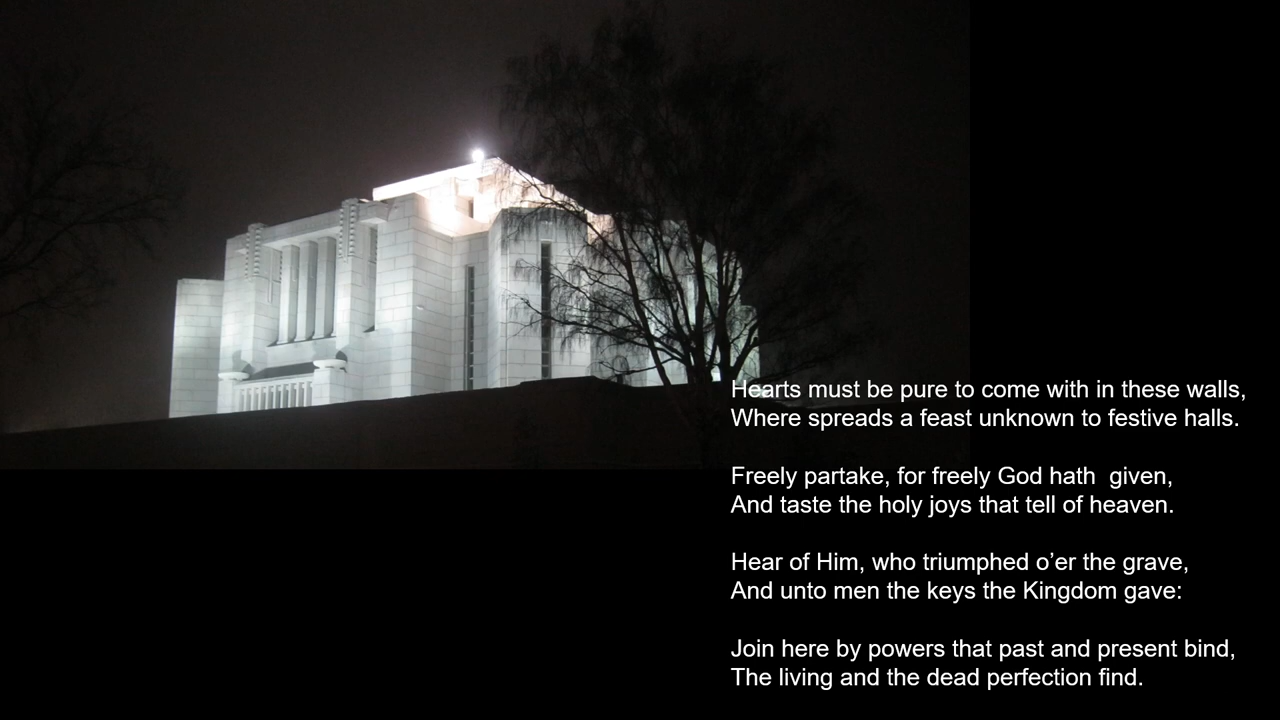 Hearts must be pure to come with in these walls,
Where spreads a feast unknown to festive halls.
Freely partake, for freely God hath  given,
And taste the holy joys that tell of heaven.
Hear of Him, who triumphed o’er the grave,
And unto men the keys the Kingdom gave:
Join here by powers that past and present bind,
The living and the dead perfection find.